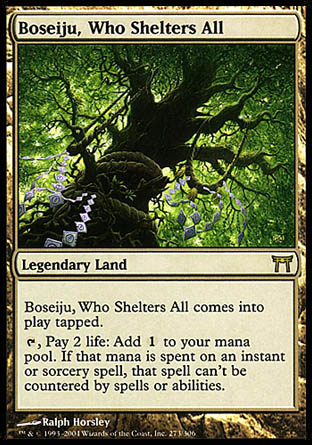 Boseiju, Who Shelters All
Legendary Land
Boseiju, Who Shelters All comes into
play tapped.
, Pay 2 life: Add 1 to your mana
pool. If that mana is spent on an instant
or sorcery spell, that spell can't be
countered by spells or abilities.
Ralph Horsley
™ & © 1993-2004 Wizards of the Coast, Inc. 273/306